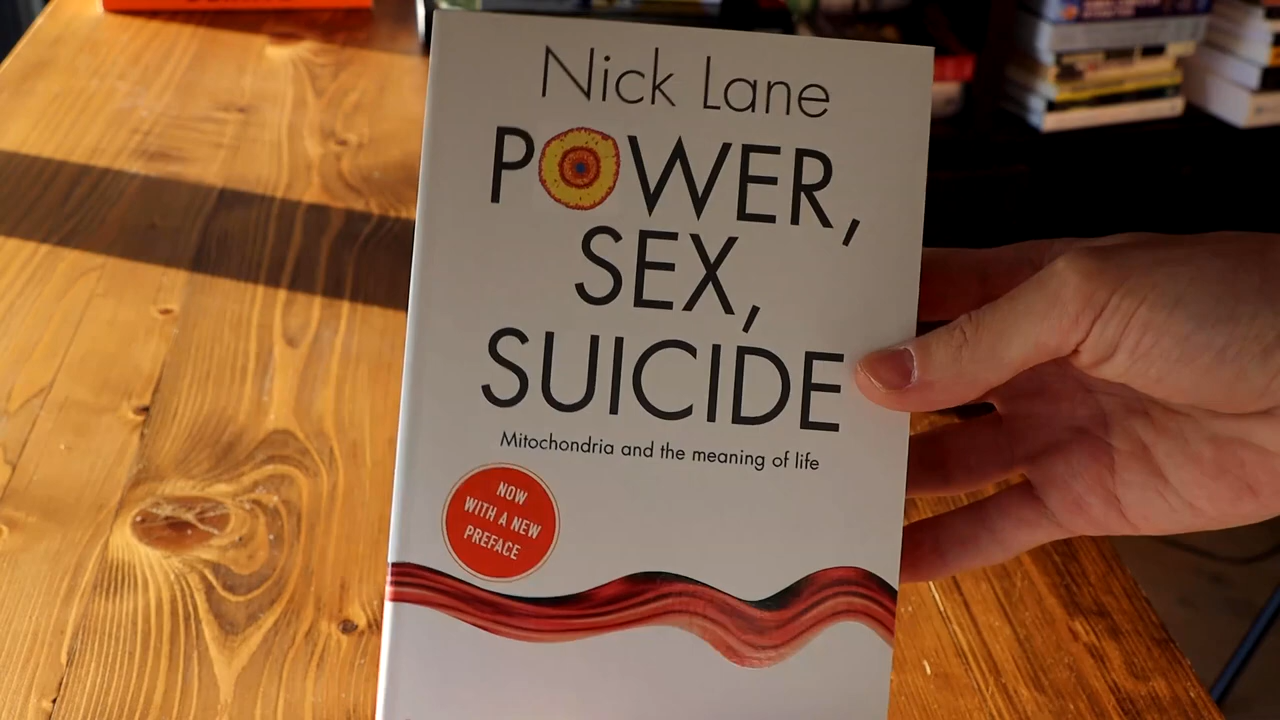 Nick Lane
POWER,
SEX,
SUICIDE
Mitochondria and the meaning of life
NOW
WITH A NEW
PREFACE